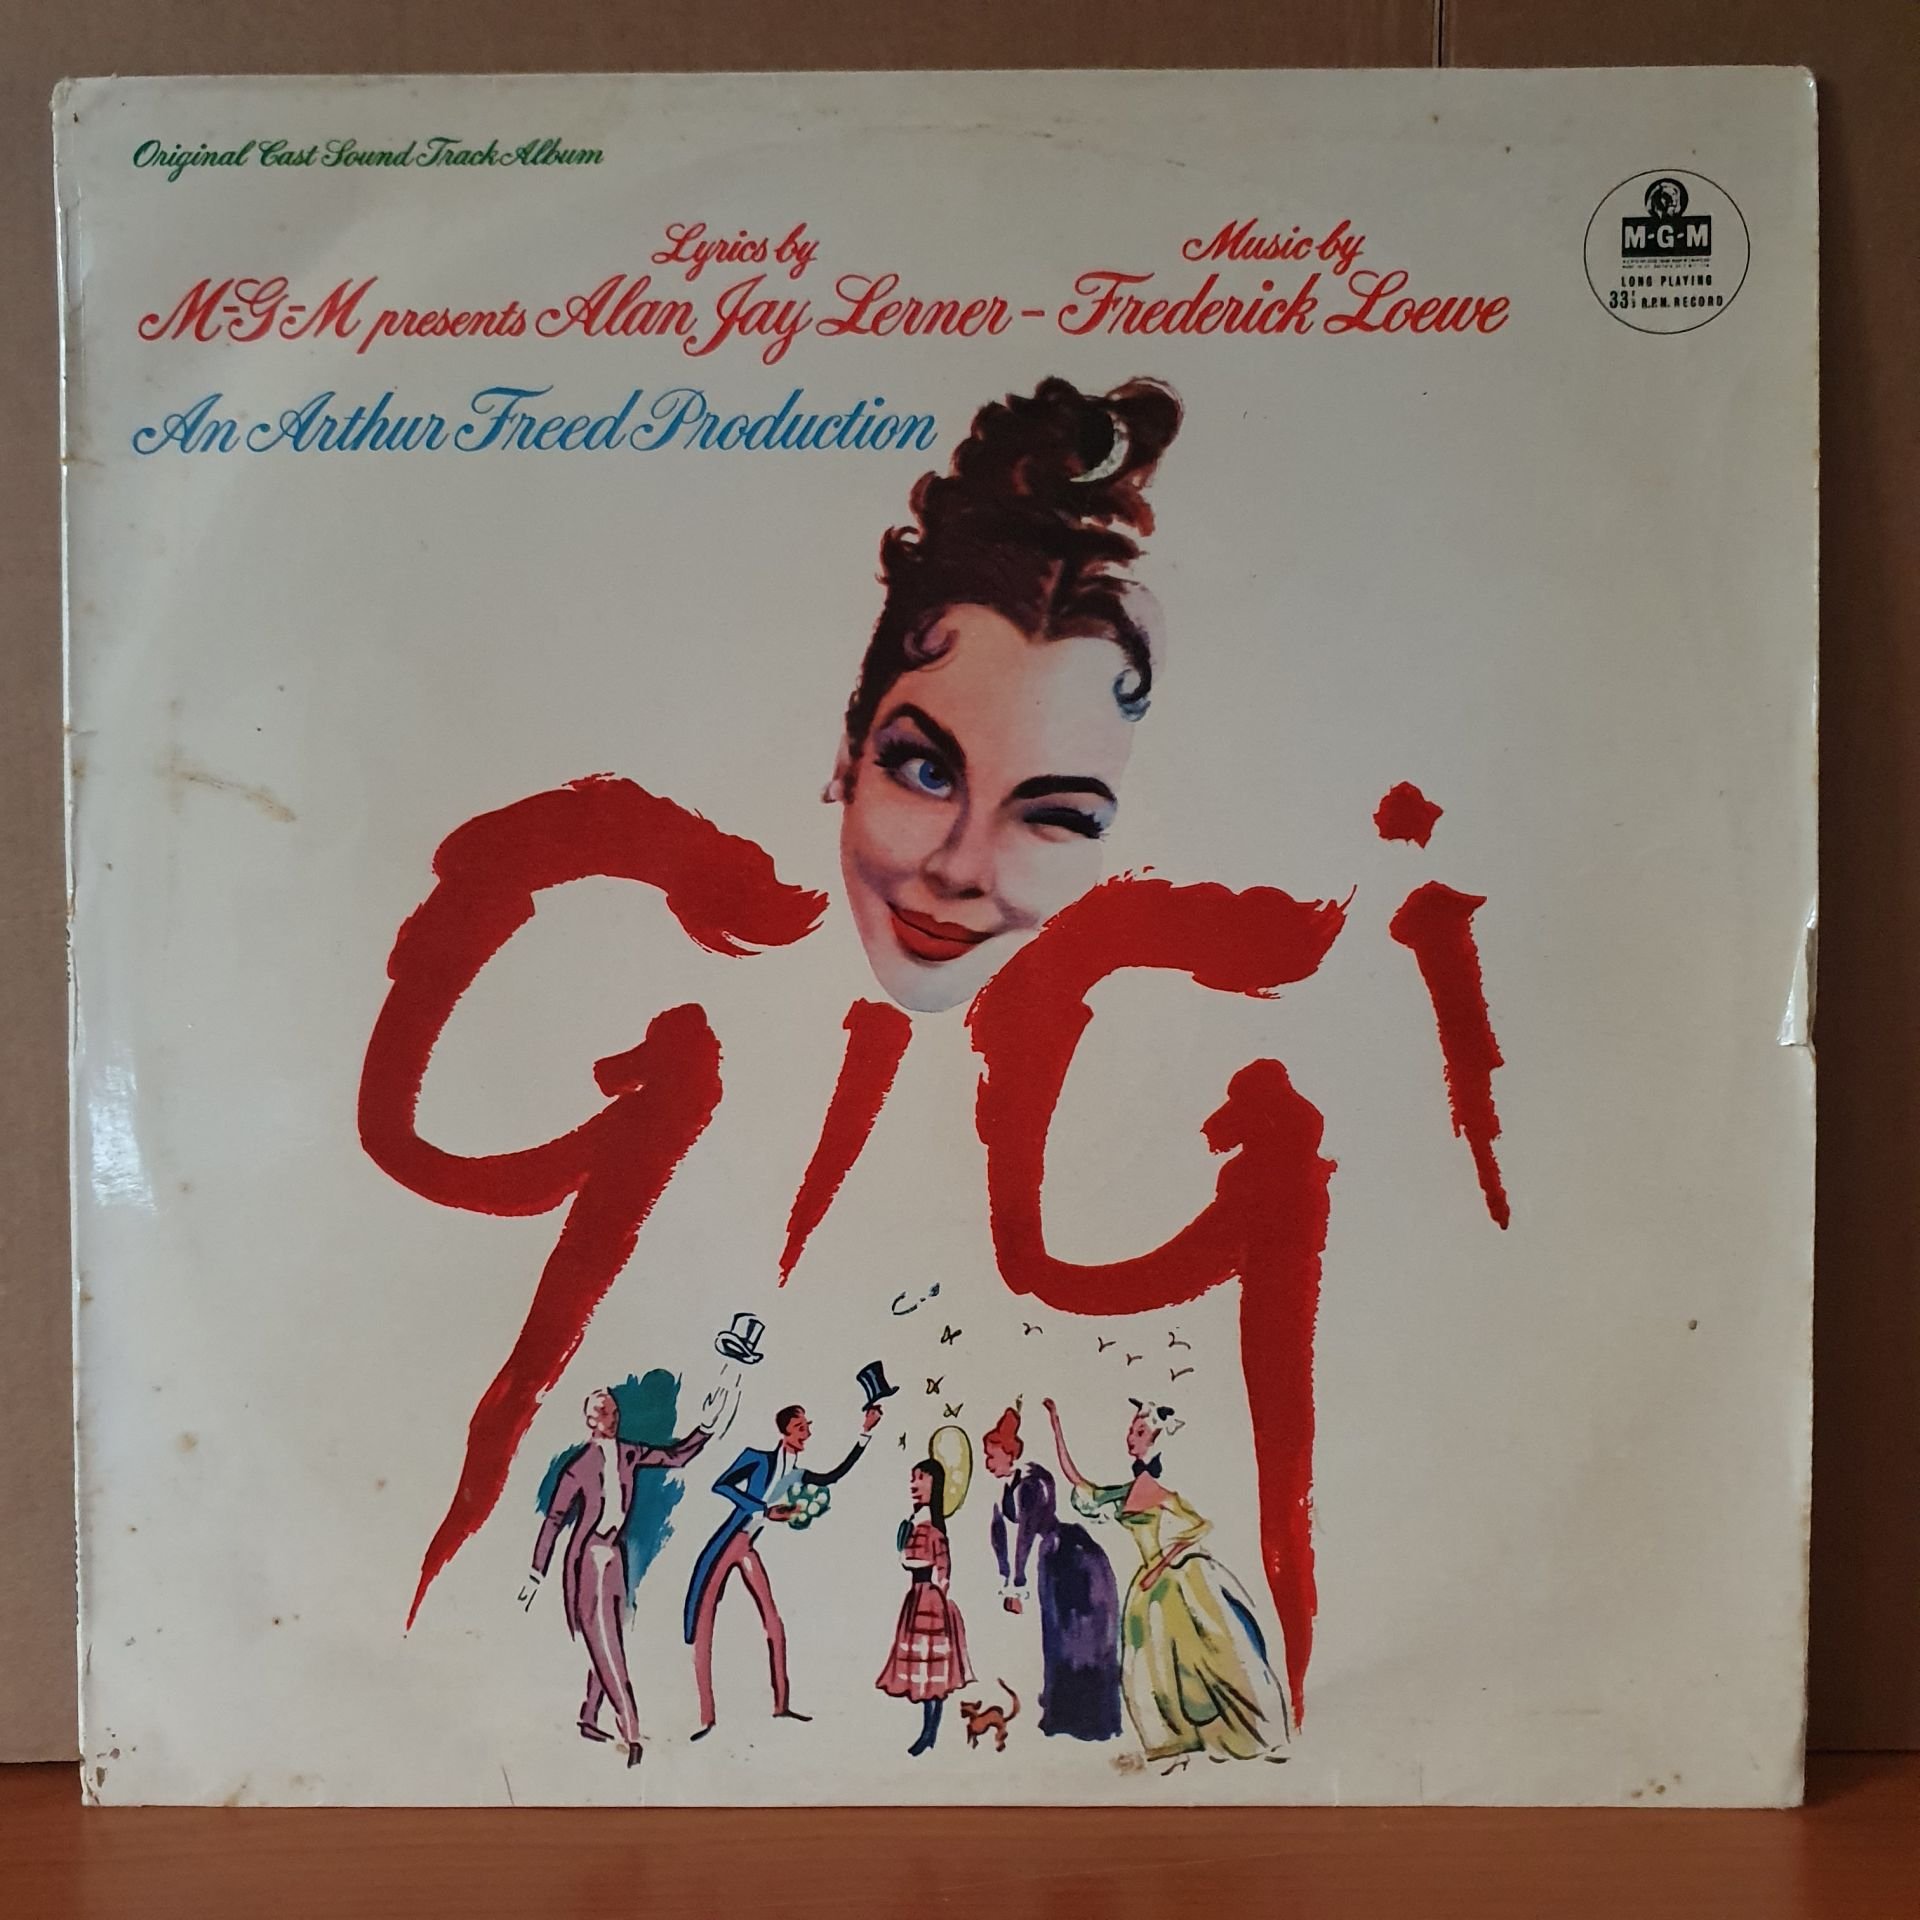 Original Cast Sound Track Album
Lyrics by
Music by
M-G-M presents Alan Jay Lerner - Frederick Loewe
An Arthur Freed Production
M-G-M
LONG PLAYING
33⅓ R.P.M. RECORD
GiGi